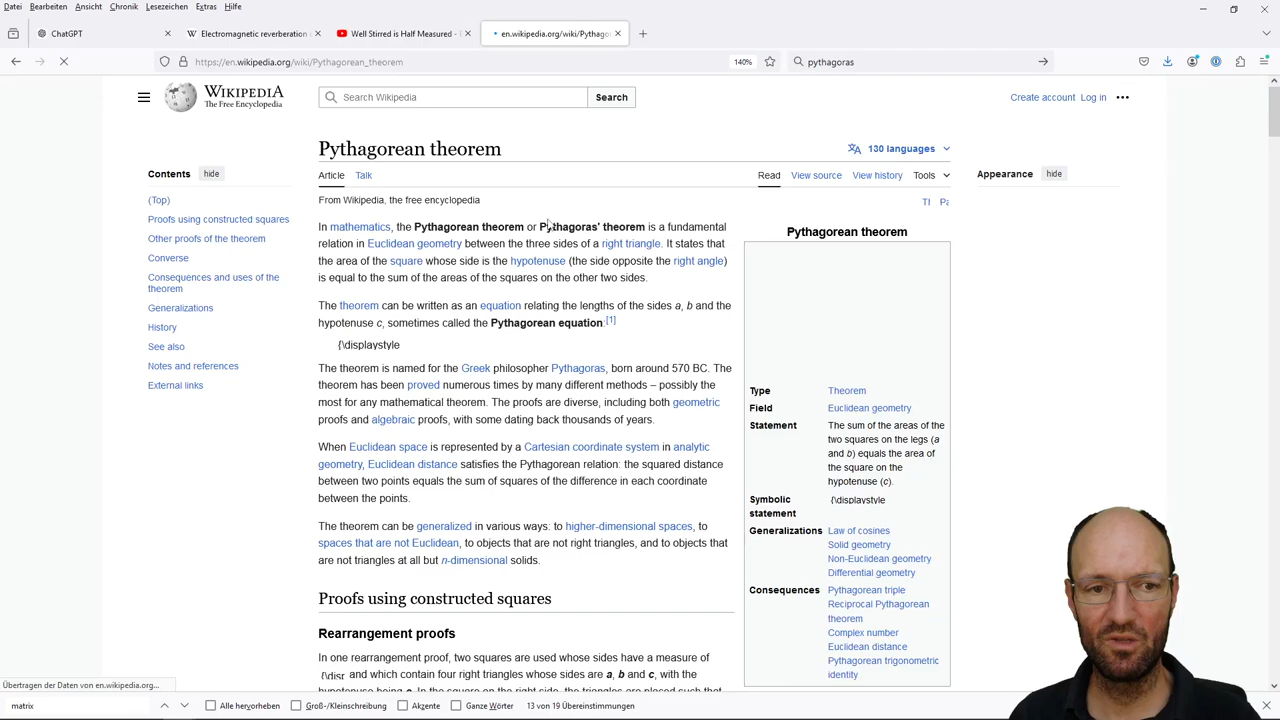 Datei Bearbeiten Ansicht Chronik Lesezeichen Extras Hilfe
ChatGPT
Electromagnetic reverberation
Well Stirred is Half Measured -
en.wikipedia.org/wiki/Pythago
https://en.wikipedia.org/wiki/Pythagorean_theorem
140%
pythagoras
WIKIPEDIA
The Free Encyclopedia
Search Wikipedia
Search
Create account Log in
Pythagorean theorem
130 languages
Contents hide
Article Talk
Read View source View history Tools
Appearance hide
(Top)
Proofs using constructed squares
Other proofs of the theorem
Converse
Consequences and uses of the
theorem
Generalizations
History
See also
Notes and references
External links
From Wikipedia, the free encyclopedia
In mathematics, the Pythagorean theorem or Pythagoras' theorem is a fundamental
relation in Euclidean geometry between the three sides of a right triangle. It states that
the area of the square whose side is the hypotenuse (the side opposite the right angle)
is equal to the sum of the areas of the squares on the other two sides.
The theorem can be written as an equation relating the lengths of the sides a, b and the
hypotenuse c, sometimes called the Pythagorean equation:[1]
{\displaystyle
The theorem is named for the Greek philosopher Pythagoras, born around 570 BC. The
theorem has been proved numerous times by many different methods – possibly the
most for any mathematical theorem. The proofs are diverse, including both geometric
proofs and algebraic proofs, with some dating back thousands of years.
When Euclidean space is represented by a Cartesian coordinate system in analytic
geometry, Euclidean distance satisfies the Pythagorean relation: the squared distance
between two points equals the sum of squares of the difference in each coordinate
between the points.
The theorem can be generalized in various ways: to higher-dimensional spaces, to
spaces that are not Euclidean, to objects that are not right triangles, and to objects that
are not triangles at all but n-dimensional solids.
Proofs using constructed squares
Rearrangement proofs
In one rearrangement proof, two squares are used whose sides have a measure of
and which contain four right triangles whose sides are a, b and c, with the
hypotenuse being c. In the square on the right side, the triangles are placed such that
Pythagorean theorem
Type Theorem
Field Euclidean geometry
Statement The sum of the areas of the
two squares on the legs (a
and b) equals the area of
the square on the
hypotenuse (c).
Symbolic {\displaystyle
statement
Generalizations Law of cosines
Solid geometry
Non-Euclidean geometry
Differential geometry
Consequences Pythagorean triple
Reciprocal Pythagorean
theorem
Complex number
Euclidean distance
Pythagorean trigonometric
identity
Übertragen der Daten von en.wikipedia.org...
matrix
Alle hervorheben Groß-/Kleinschreibung Akzente Ganze Wörter 13 von 19 Übereinstimmungen